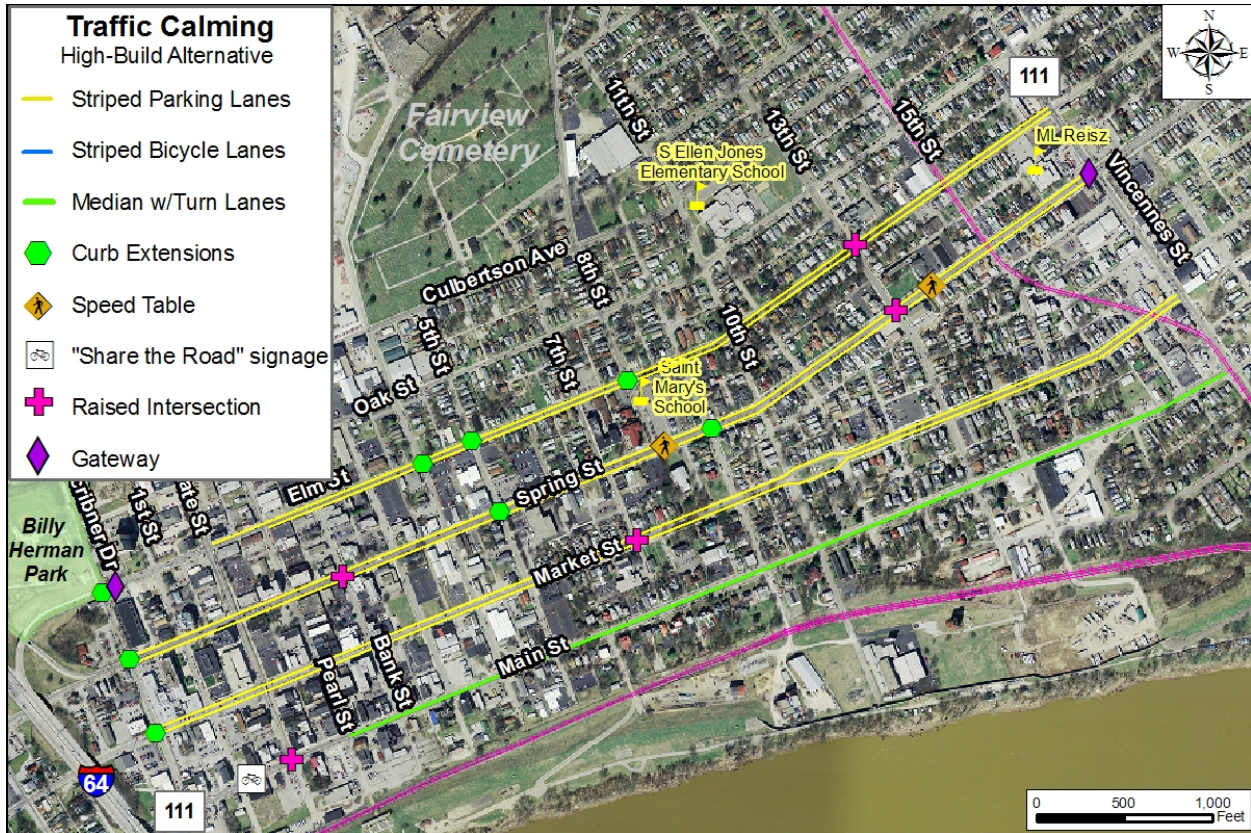 Traffic Calming
High-Build Alternative
Striped Parking Lanes
Striped Bicycle Lanes
Median w/Turn Lanes
Curb Extensions
Speed Table
"Share the Road" signage
Raised Intersection
Gateway
N
W E
S
111
Fairview
Cemetery
11th St
13th St
15th St
S Ellen Jones
Elementary School
ML Reisz
Vincennes St
Culbertson Ave
8th St
5th St
7th St
10th St
Oak St
Saint
Mary's
School
Elm St
Spring St
1st St
Billy
Herman
Park
Market St
Main St
Bank St
Pearl St
64
111
0 500 1,000
Feet